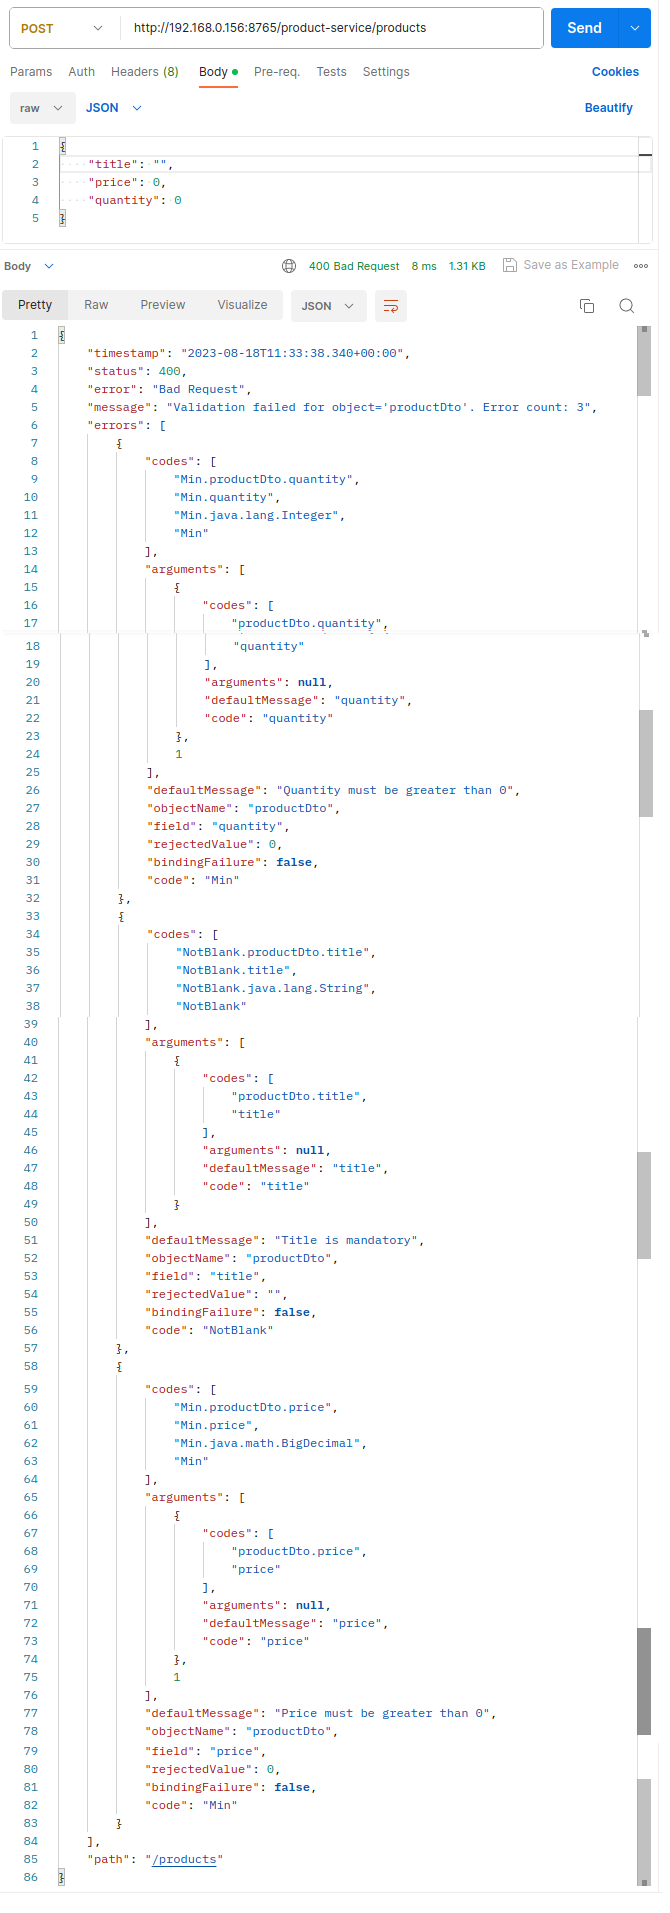 POST http://192.168.0.156:8765/product-service/products Send
Params Auth Headers (8) Body Pre-req. Tests Settings Cookies
raw JSON Beautify
1 {
2 "title": "",
3 "price": 0,
4 "quantity": 0
5 }
Body 400 Bad Request 8 ms 1.31 KB Save as Example
Pretty Raw Preview Visualize JSON
1 {
2 "timestamp": "2023-08-18T11:33:38.340+00:00",
3 "status": 400,
4 "error": "Bad Request",
5 "message": "Validation failed for object='productDto'. Error count: 3",
6 "errors": [
7 {
8 "codes": [
9 "Min.productDto.quantity",
10 "Min.quantity",
11 "Min.java.lang.Integer",
12 "Min"
13 ],
14 "arguments": [
15 {
16 "codes": [
17 "productDto.quantity",
18 "quantity"
19 ],
20 "arguments": null,
21 "defaultMessage": "quantity",
22 "code": "quantity"
23 },
24 1
25 ],
26 "defaultMessage": "Quantity must be greater than 0",
27 "objectName": "productDto",
28 "field": "quantity",
29 "rejectedValue": 0,
30 "bindingFailure": false,
31 "code": "Min"
32 },
33 {
34 "codes": [
35 "NotBlank.productDto.title",
36 "NotBlank.title",
37 "NotBlank.java.lang.String",
38 "NotBlank"
39 ],
40 "arguments": [
41 {
42 "codes": [
43 "productDto.title",
44 "title"
45 ],
46 "arguments": null,
47 "defaultMessage": "title",
48 "code": "title"
49 }
50 ],
51 "defaultMessage": "Title is mandatory",
52 "objectName": "productDto",
53 "field": "title",
54 "rejectedValue": "",
55 "bindingFailure": false,
56 "code": "NotBlank"
57 },
58 {
59 "codes": [
60 "Min.productDto.price",
61 "Min.price",
62 "Min.java.math.BigDecimal",
63 "Min"
64 ],
65 "arguments": [
66 {
67 "codes": [
68 "productDto.price",
69 "price"
70 ],
71 "arguments": null,
72 "defaultMessage": "price",
73 "code": "price"
74 },
75 1
76 ],
77 "defaultMessage": "Price must be greater than 0",
78 "objectName": "productDto",
79 "field": "price",
80 "rejectedValue": 0,
81 "bindingFailure": false,
82 "code": "Min"
83 }
84 ],
85 "path": "/products"
86 }